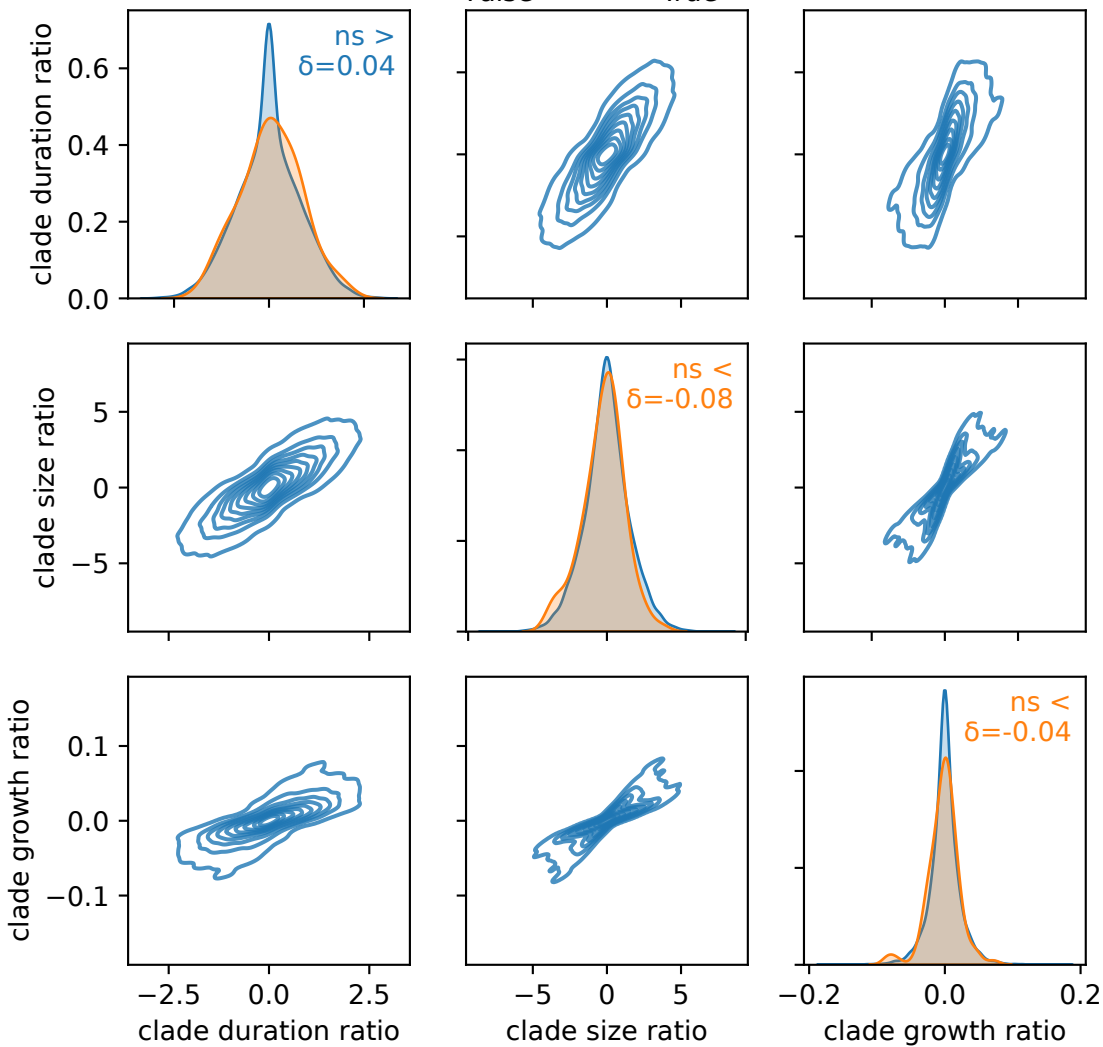 ns >
δ=0.04
clade duration ratio
0.6
0.4
0.2
0.0
ns <
δ=-0.08
clade size ratio
5
0
−5
ns <
δ=-0.04
clade growth ratio
0.1
0.0
−0.1
−2.5 0.0 2.5 −5 0 5 −0.2 0.0 0.2
clade duration ratio clade size ratio clade growth ratio